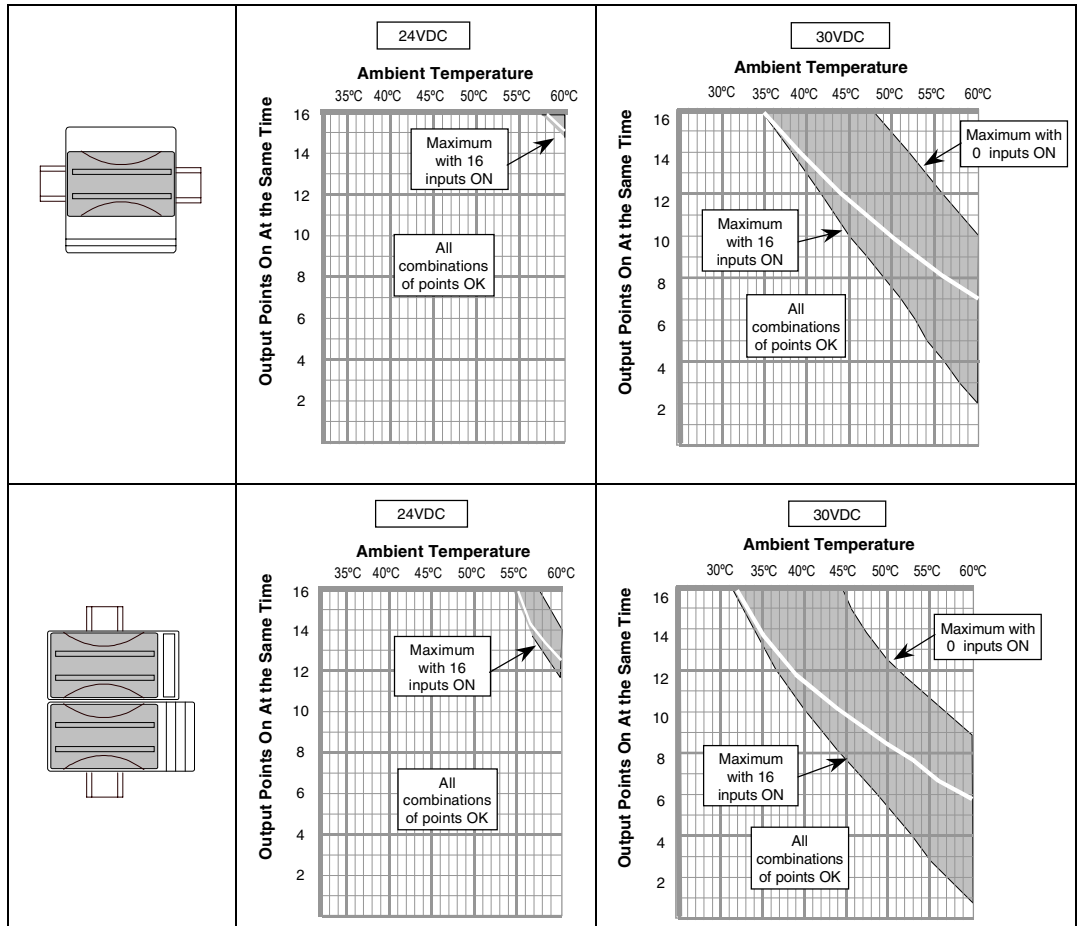 24VDC
Ambient Temperature
35ºC 40ºC 45ºC 50ºC 55ºC 60ºC
Output Points On At the Same Time
16
14
12
10
8
6
4
2
Maximum
with 16
inputs ON
All
combinations
of points OK
30VDC
Ambient Temperature
30ºC 35ºC 40ºC 45ºC 50ºC 55ºC 60ºC
Output Points On At the Same Time
16
14
12
10
8
6
4
2
Maximum with
0 inputs ON
Maximum
with 16
inputs ON
All
combinations
of points OK
24VDC
Ambient Temperature
35ºC 40ºC 45ºC 50ºC 55ºC 60ºC
Output Points On At the Same Time
16
14
12
10
8
6
4
2
Maximum
with 16
inputs ON
All
combinations
of points OK
30VDC
Ambient Temperature
30ºC 35ºC 40ºC 45ºC 50ºC 55ºC 60ºC
Output Points On At the Same Time
16
14
12
10
8
6
4
2
Maximum with
0 inputs ON
Maximum
with 16
inputs ON
All
combinations
of points OK